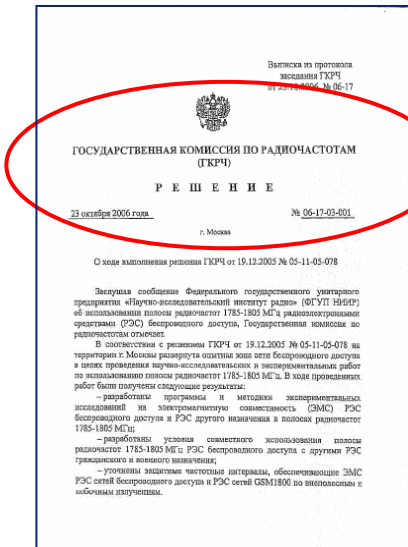 Выписка из протокола
заседания ГКРЧ
от 23.10.2006 № 06-17
ГОСУДАРСТВЕННАЯ КОМИССИЯ ПО РАДИОЧАСТОТАМ
(ГКРЧ)
Р Е Ш Е Н И Е
23 октября 2006 года № 06-17-03-001
г. Москва
О ходе выполнения решения ГКРЧ от 19.12.2005 № 05-11-05-078
Заслушав сообщение Федерального государственного унитарного
предприятия «Научно-исследовательский институт радио» (ФГУП НИИР)
об использовании полосы радиочастот 1785-1805 МГц радиоэлектронными
средствами (РЭС) беспроводного доступа, Государственная комиссия по
радиочастотам отмечает.
В соответствии с решением ГКРЧ от 19.12.2005 № 05-11-05-078 на
территории г. Москвы развернута опытная зона сети беспроводного доступа
в целях проведения научно-исследовательских и экспериментальных работ
по использованию полосы радиочастот 1785-1805 МГц. В ходе проведенных
работ были получены следующие результаты:
– разработаны программы и методики экспериментальных
исследований на электромагнитную совместимость (ЭМС) РЭС
беспроводного доступа и РЭС другого назначения в полосах радиочастот
1785-1805 МГц;
– разработаны условия совместного использования полосы
радиочастот 1785-1805 МГц РЭС беспроводного доступа с другими РЭС
гражданского и военного назначения;
– уточнены защитные частотные интервалы, обеспечивающие ЭМС
РЭС сетей беспроводного доступа и РЭС сетей GSM1800 по внеполосным и
побочным излучениям.